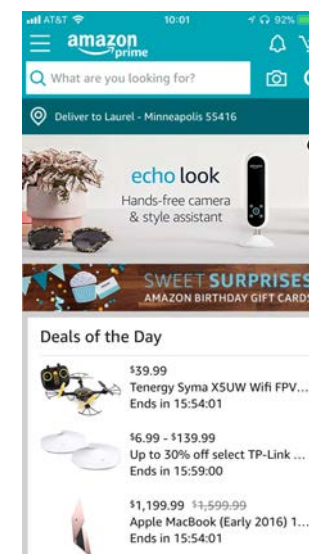 AT&T 10:01 92%
amazon
prime
What are you looking for?
Deliver to Laurel - Minneapolis 55416
echo look
Hands-free camera
& style assistant
SWEET SURPRISES
AMAZON BIRTHDAY GIFT CARDS
Deals of the Day
$39.99
Tenergy Syma X5UW Wifi FPV...
Ends in 15:54:01
$6.99 - $139.99
Up to 30% off select TP-Link ...
Ends in 15:59:00
$1,199.99 $1,599.99
Apple MacBook (Early 2016) 1...
Ends in 15:54:01